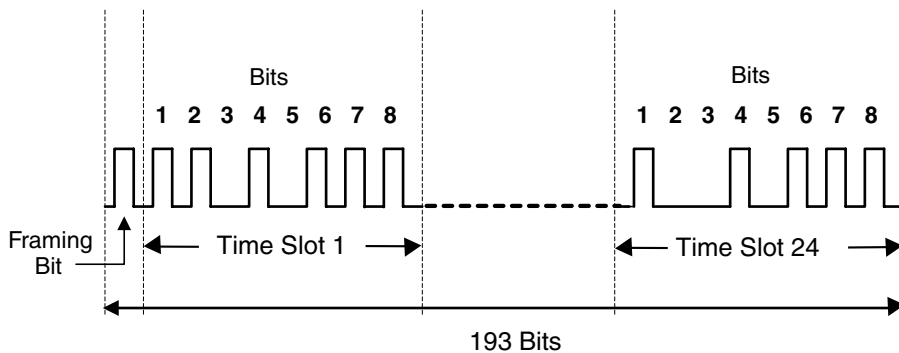 Bits
Bits
1 2 3 4 5 6 7 8
1 2 3 4 5 6 7 8
Framing
Bit
Time Slot 1
Time Slot 24
193 Bits